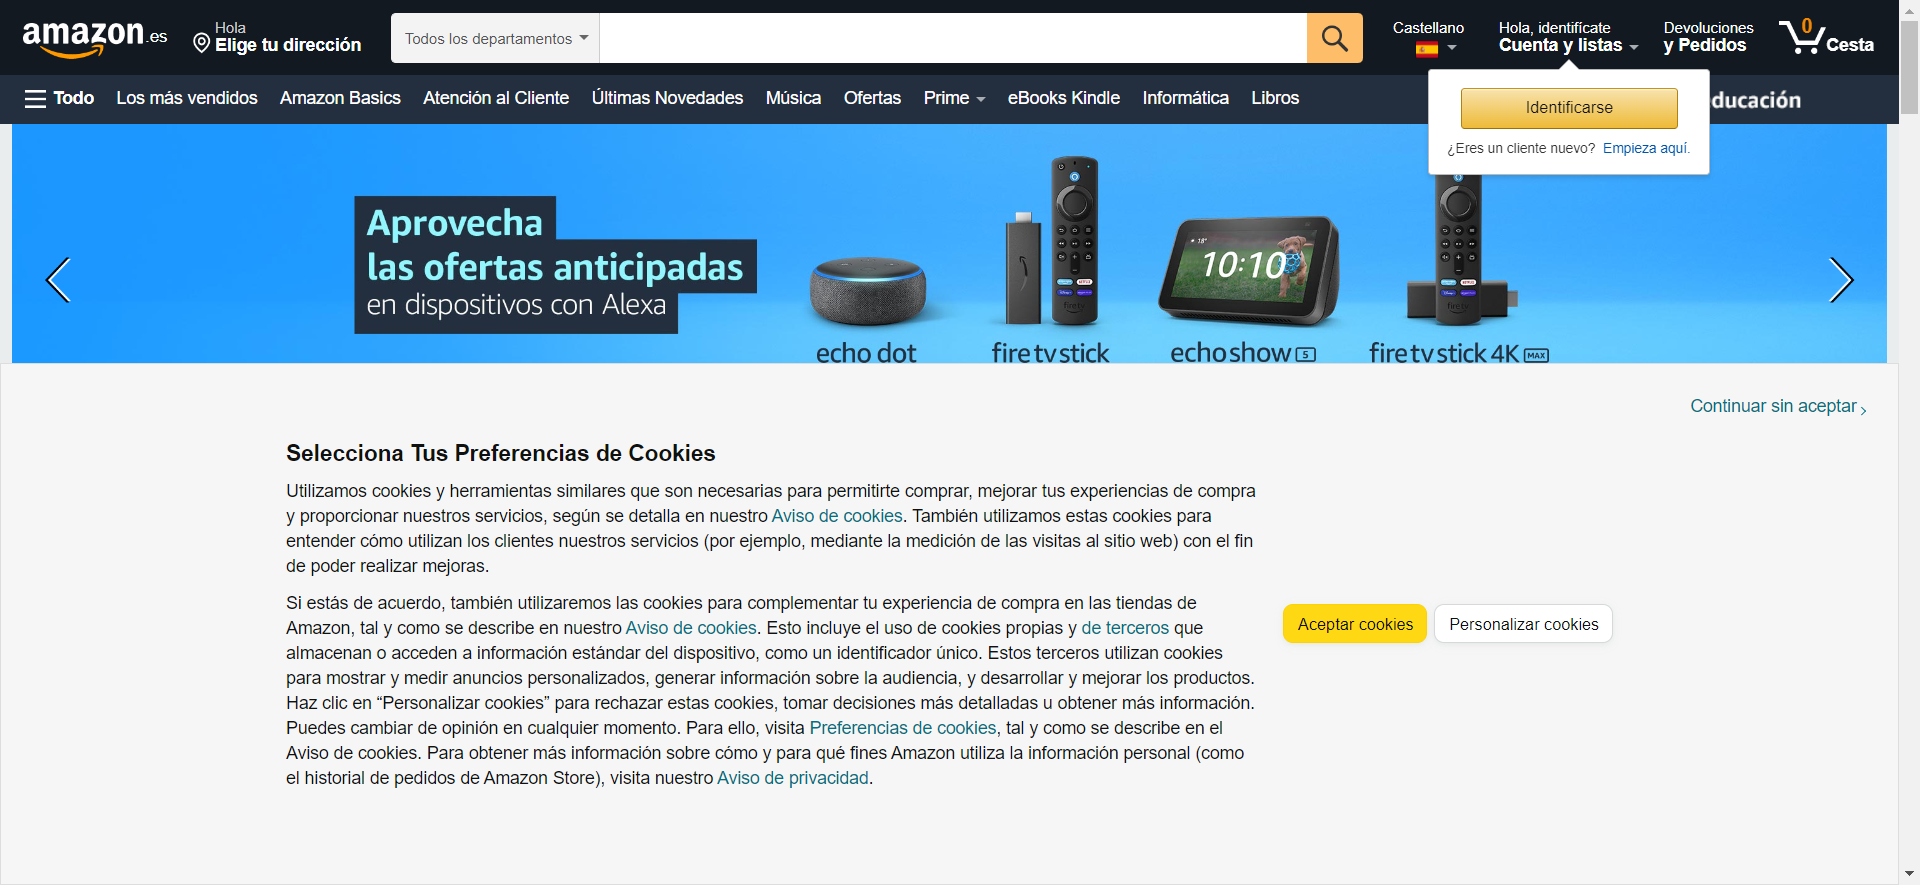 amazon.es
Hola
Elige tu dirección
Todos los departamentos
Castellano
Hola, identifícate
Cuenta y listas
Devoluciones
y Pedidos
0
Cesta
Todo
Los más vendidos
Amazon Basics
Atención al Cliente
Últimas Novedades
Música
Ofertas
Prime
eBooks Kindle
Informática
Libros
ducación
Identificarse
¿Eres un cliente nuevo? Empieza aquí.
Aprovecha
las ofertas anticipadas
en dispositivos con Alexa
10:10
echo dot
fire tv stick
echo show 5
fire tv stick 4K MAX
Continuar sin aceptar
Selecciona Tus Preferencias de Cookies
Utilizamos cookies y herramientas similares que son necesarias para permitirte comprar, mejorar tus experiencias de compra
y proporcionar nuestros servicios, según se detalla en nuestro Aviso de cookies. También utilizamos estas cookies para
entender cómo utilizan los clientes nuestros servicios (por ejemplo, mediante la medición de las visitas al sitio web) con el fin
de poder realizar mejoras.
Si estás de acuerdo, también utilizaremos las cookies para complementar tu experiencia de compra en las tiendas de
Amazon, tal y como se describe en nuestro Aviso de cookies. Esto incluye el uso de cookies propias y de terceros que
almacenan o acceden a información estándar del dispositivo, como un identificador único. Estos terceros utilizan cookies
para mostrar y medir anuncios personalizados, generar información sobre la audiencia, y desarrollar y mejorar los productos.
Haz clic en “Personalizar cookies” para rechazar estas cookies, tomar decisiones más detalladas u obtener más información.
Puedes cambiar de opinión en cualquier momento. Para ello, visita Preferencias de cookies, tal y como se describe en el
Aviso de cookies. Para obtener más información sobre cómo y para qué fines Amazon utiliza la información personal (como
el historial de pedidos de Amazon Store), visita nuestro Aviso de privacidad.
Aceptar cookies
Personalizar cookies